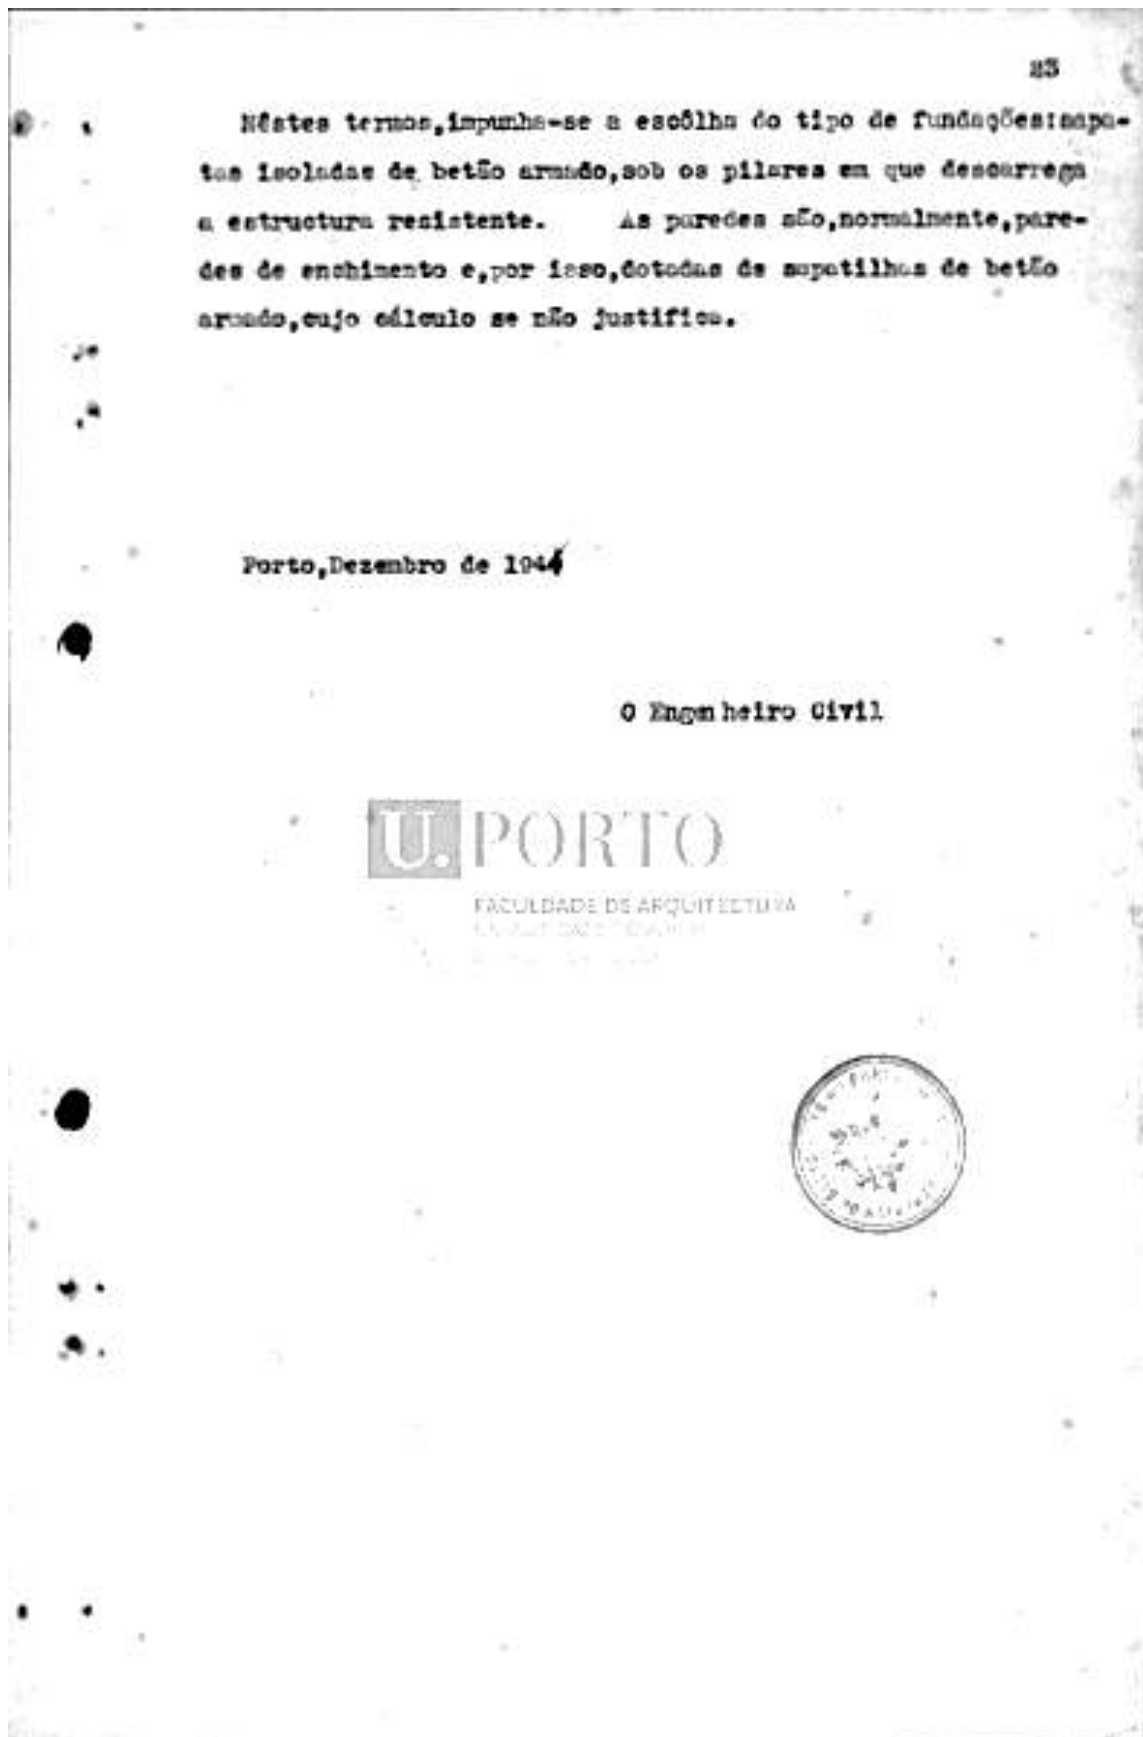 23
Nêstes termos,impunha-se a escôlha do tipo de fundações:sapa-
tas isoladas de betão armado,sob os pilares em que descarrega
a estructura resistente. As paredes são,normalmente,pare-
des de enchimento e,por isso,dotadas de sapatilhas de betão
armado,cujo cálculo se não justifica.
Porto,Dezembro de 1944
O Engenheiro Civil
U. PORTO
FACULDADE DE ARQUITECTURA